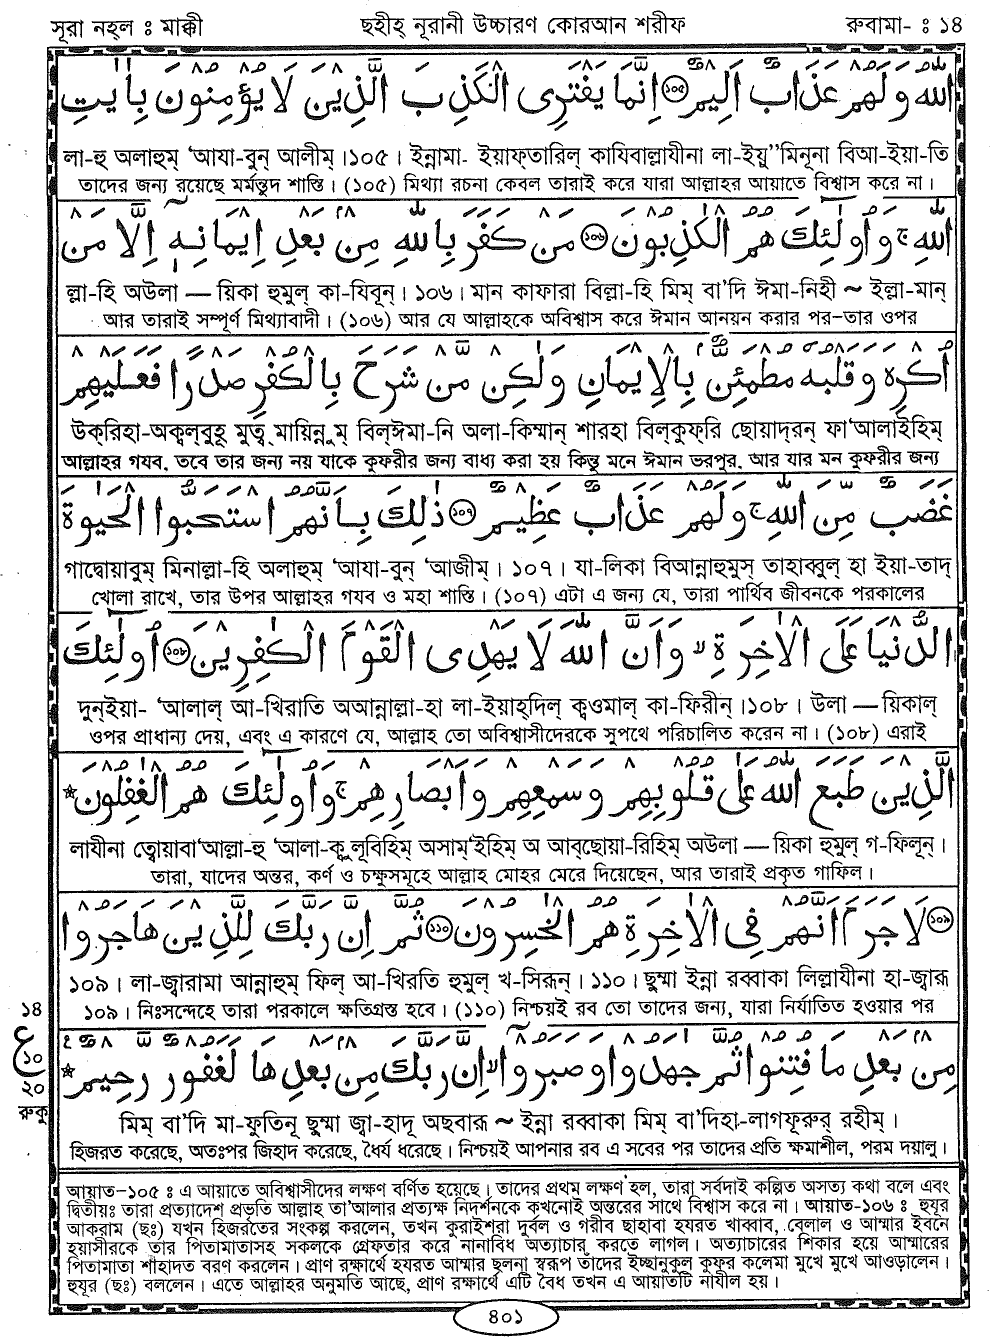 সূরা নহ্‌ল ঃ মাক্কী ছহীহ্ নূরানী উচ্চারণ কোরআন শরীফ রুবামা- ঃ ১৪
اللهُ وَلَهُمْ عَذَابٌ اَلِيْمٌ ১০৫ اِنَّمَا يَفْتَرِى الْكَذِبَ الَّذِيْنَ لَا يُؤْمِنُوْنَ بِاٰيٰتِ
লা-হু অলাহুম্ ‘আযা-বুন্ আলীম্।১০৫। ইন্নামা- ইয়াফ্‌তারিল্ কাযিবাল্লাযীনা লা-ইয়ু’’মিনূনা বিআ-ইয়া-তি
তাদের জন্য রয়েছে মর্মন্তুদ শাস্তি। (১০৫) মিথ্যা রচনা কেবল তারাই করে যারা আল্লাহর আয়াতে বিশ্বাস করে না।
اللهِ ج وَاُولٰٓئِكَ هُمُ الْكٰذِبُوْنَ ১০৬ مَنْ كَفَرَ بِاللهِ مِنْۢ بَعْدِ اِيْمَانِهٖٓ اِلَّا مَنْ
ল্লা-হি অউলা — য়িকা হুমুল্ কা-যিবূন্। ১০৬। মান কাফারা বিল্লা-হি মিম্ বা’দি ঈমা-নিহী ~ ইল্লা-মান্
আর তারাই সম্পূর্ণ মিথ্যাবাদী। (১০৬) আর যে আল্লাহকে অবিশ্বাস করে ঈমান আনয়ন করার পর-তার ওপর
اُكْرِهَ وَقَلْبُهٗ مُطْمَئِنٌّۢ بِالْاِيْمَانِ وَلٰكِنْ مَّنْ شَرَحَ بِالْكُفْرِ صَدْرًا فَعَلَيْهِمْ
উক্‌রিহা-অক্বল্‌বুহূ মুত্ব্‌মায়িন্নুম্ বিল্‌ঈমা-নি অলা-কিম্মান্ শারহা বিল্‌কুফ্‌রি ছোয়াদ্‌রন্ ফা‘আলাইহিম্
আল্লাহর গযব, তবে তার জন্য নয় যাকে কুফরীর জন্য বাধ্য করা হয় কিন্তু মনে ঈমান ভরপুর, আর যার মন কুফরীর জন্য
غَضَبٌ مِّنَ اللهِ ج وَلَهُمْ عَذَابٌ عَظِيْمٌ ১০৭ ذٰلِكَ بِاَنَّهُمُ اسْتَحَبُّوا الْحَيٰوةَ
গাদ্বোয়াবুম্ মিনাল্লা-হি অলাহুম্ ‘আযা-বুন্ ‘আজীম্। ১০৭। যা-লিকা বিআন্নাহুমুস্ তাহাব্বুল্ হা ইয়া-তাদ্
খোলা রাখে, তার উপর আল্লাহর গযব ও মহা শাস্তি। (১০৭) এটা এ জন্য যে, তারা পার্থিব জীবনকে পরকালের
الدُّنْيَا عَلَى الْاٰخِرَةِ ۙ وَاَنَّ اللهَ لَا يَهْدِى الْقَوْمَ الْكٰفِرِيْنَ ১০৮ اُولٰٓئِكَ
দুন্‌ইয়া- ‘আলাল্ আ-খিরাতি অআন্নাল্লা-হা লা-ইয়াহ্‌দিল্ ক্বওমাল্ কা-ফিরীন্।১০৮। উলা — য়িকাল্
ওপর প্রাধান্য দেয়, এবং এ কারণে যে, আল্লাহ তো অবিশ্বাসীদেরকে সুপথে পরিচালিত করেন না। (১০৮) এরাই
الَّذِيْنَ طَبَعَ اللهُ عَلٰى قُلُوْبِهِمْ وَسَمْعِهِمْ وَاَبْصَارِهِمْ ج وَاُولٰٓئِكَ هُمُ الْغٰفِلُوْنَ *
লাযীনা ত্বোয়াবা‘আল্লা-হু ‘আলা-ক্বুলূবিহিম্ অসাম্‘ইহিম্ অ আব্‌ছোয়া-রিহিম্ অউলা — য়িকা হুমুল্ গ-ফিলূন্।
তারা, যাদের অন্তর, কর্ণ ও চক্ষুসমূহে আল্লাহ মোহর মেরে দিয়েছেন, আর তারাই প্রকৃত গাফিল।
১০৯ لَا جَرَمَ اَنَّهُمْ فِى الْاٰخِرَةِ هُمُ الْخٰسِرُوْنَ ১১০ ثُمَّ اِنَّ رَبَّكَ لِلَّذِيْنَ هَاجَرُوْا
১০৯। লা-জ্বারামা আন্নাহুম্ ফিল্ আ-খিরতি হুমুল্ খ-সিরূন্। ১১০। ছুম্মা ইন্না রব্বাকা লিল্লাযীনা হা-জ্বারূ
১০৯। নিঃসন্দেহে তারা পরকালে ক্ষতিগ্রস্ত হবে। (১১০) নিশ্চয়ই রব তো তাদের জন্য, যারা নির্যাতিত হওয়ার পর
১৪
ع
১০
২০
রুকু
مِنْۢ بَعْدِ مَا فُتِنُوْا ثُمَّ جٰهَدُوْا وَصَبَرُوْٓا ۙ اِنَّ رَبَّكَ مِنْۢ بَعْدِهَا لَغَفُوْرٌ رَّحِيْمٌ *
মিম্ বা’দি মা-ফুতিনূ ছুম্মা জ্বা-হাদূ অছবারূ ~ ইন্না রব্বাকা মিম্ বা’দিহা-লাগফূরুর্ রহীম্।
হিজরত করেছে, অতঃপর জিহাদ করেছে, ধৈর্য ধরেছে। নিশ্চয়ই আপনার রব এ সবের পর তাদের প্রতি ক্ষমাশীল, পরম দয়ালু।
আয়াত-১০৫ ঃ এ আয়াতে অবিশ্বাসীদের লক্ষণ বর্ণিত হয়েছে। তাদের প্রথম লক্ষণ হল, তারা সর্বদাই কল্পিত অসত্য কথা বলে এবং
দ্বিতীয়ঃ তারা প্রত্যাদেশ প্রভৃতি আল্লাহ তা‘আলার প্রত্যক্ষ নিদর্শনকে কখনোই অন্তরের সাথে বিশ্বাস করে না। আয়াত-১০৬ ঃ হুযূর
আকরাম (ছঃ) যখন হিজরতের সংকল্প করলেন, তখন কুরাইশরা দুর্বল ও গরীব ছাহাবা হযরত খাব্বাব, বেলাল ও আম্মার ইবনে
হয়াসীরকে তার পিতামাতাসহ সকলকে গ্রেফতার করে নানাবিধ অত্যাচার করতে লাগল। অত্যাচারের শিকার হয়ে আম্মারের
পিতামাতা শাহাদত বরণ করলেন। প্রাণ রক্ষার্থে হযরত আম্মার ছলনা স্বরূপ তাদের ইচ্ছানুকুল কুফর কলেমা মুখে মুখে আওড়ালেন।
হুযূর (ছঃ) বললেন। এতে আল্লাহর অনুমতি আছে, প্রাণ রক্ষার্থে এটি বৈধ তখন এ আয়াতটি নাযীল হয়।
৪০১